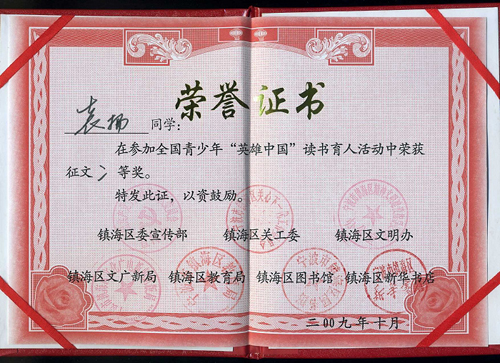 荣誉证书
袁杨 同学：
在参加全国青少年“英雄中国”读书育人活动中荣获
征文 等奖。
特发此证，以资鼓励。
镇海区委宣传部 镇海区关工委 镇海区文明办
镇海区文广新局 镇海区教育局 镇海区图书馆 镇海区新华书店
二00九年十月